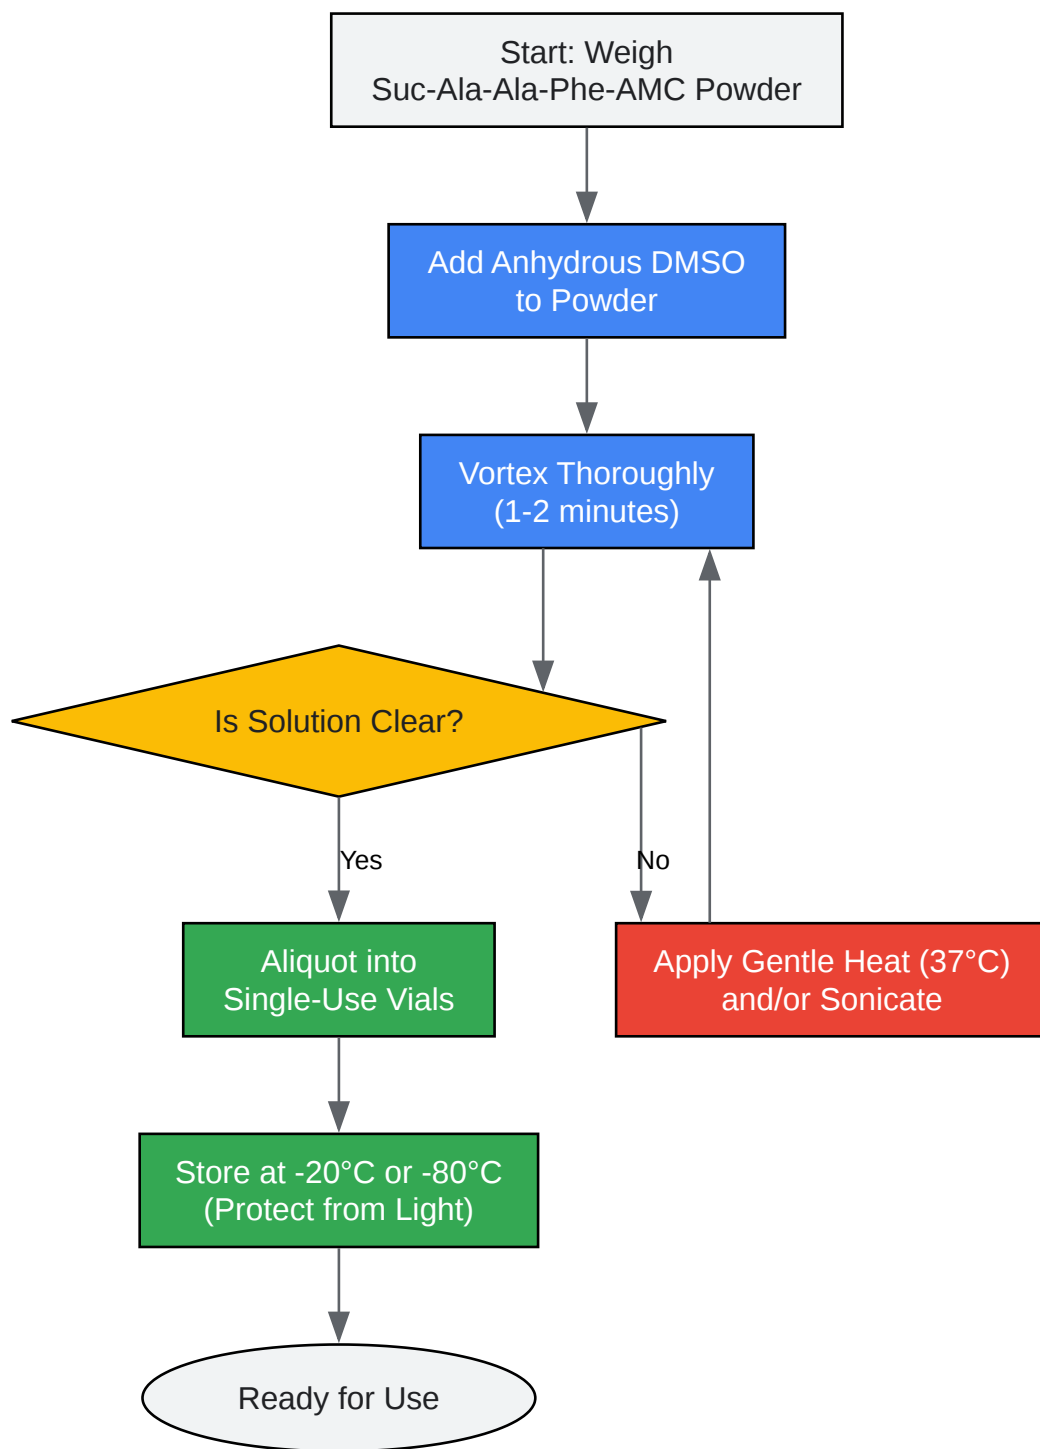 Start: Weigh
Suc-Ala-Ala-Phe-AMC Powder
Add Anhydrous DMSO
to Powder
Vortex Thoroughly
(1-2 minutes)
Is Solution Clear?
Yes
No
Aliquot into
Single-Use Vials
Apply Gentle Heat (37°C)
and/or Sonicate
Store at -20°C or -80°C
(Protect from Light)
Ready for Use